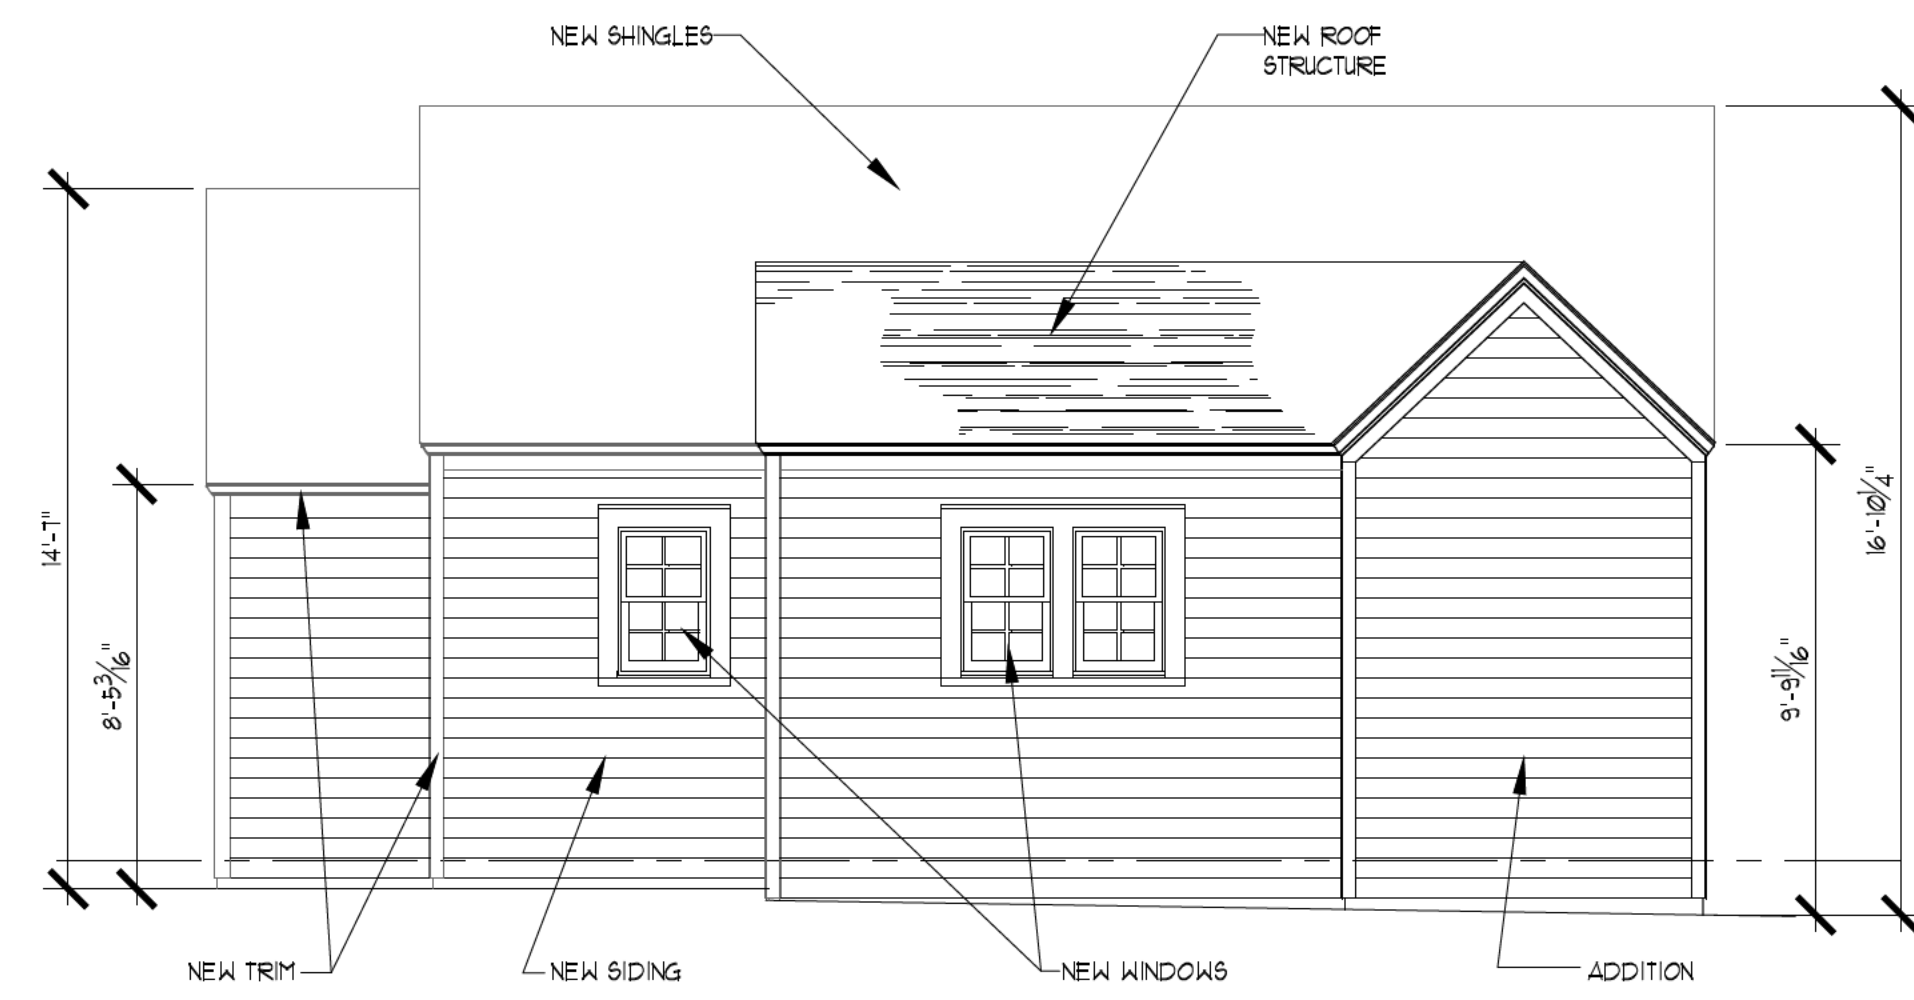 NEW SHINGLES
NEW ROOF
STRUCTURE
14'-7"
8'-5 3/16"
16'-10 1/4"
9'-9 11/16"
NEW TRIM
NEW SIDING
NEW WINDOWS
ADDITION